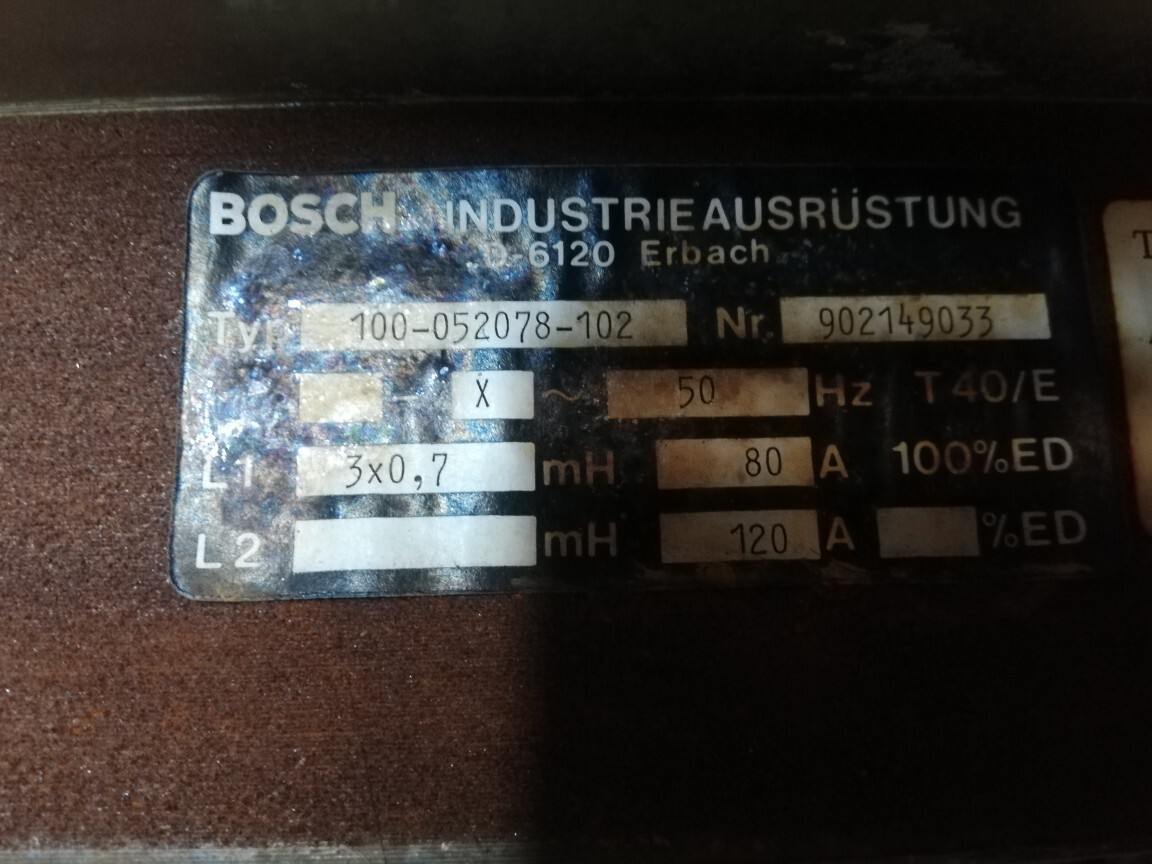 BOSCH INDUSTRIEAUSRÜSTUNG
D-6120 Erbach
Typ 100-052078-102 Nr. 902149033
– X ~ 50 Hz T40/E
L1 3x0,7 mH 80 A 100%ED
L2 mH 120 A %ED
T